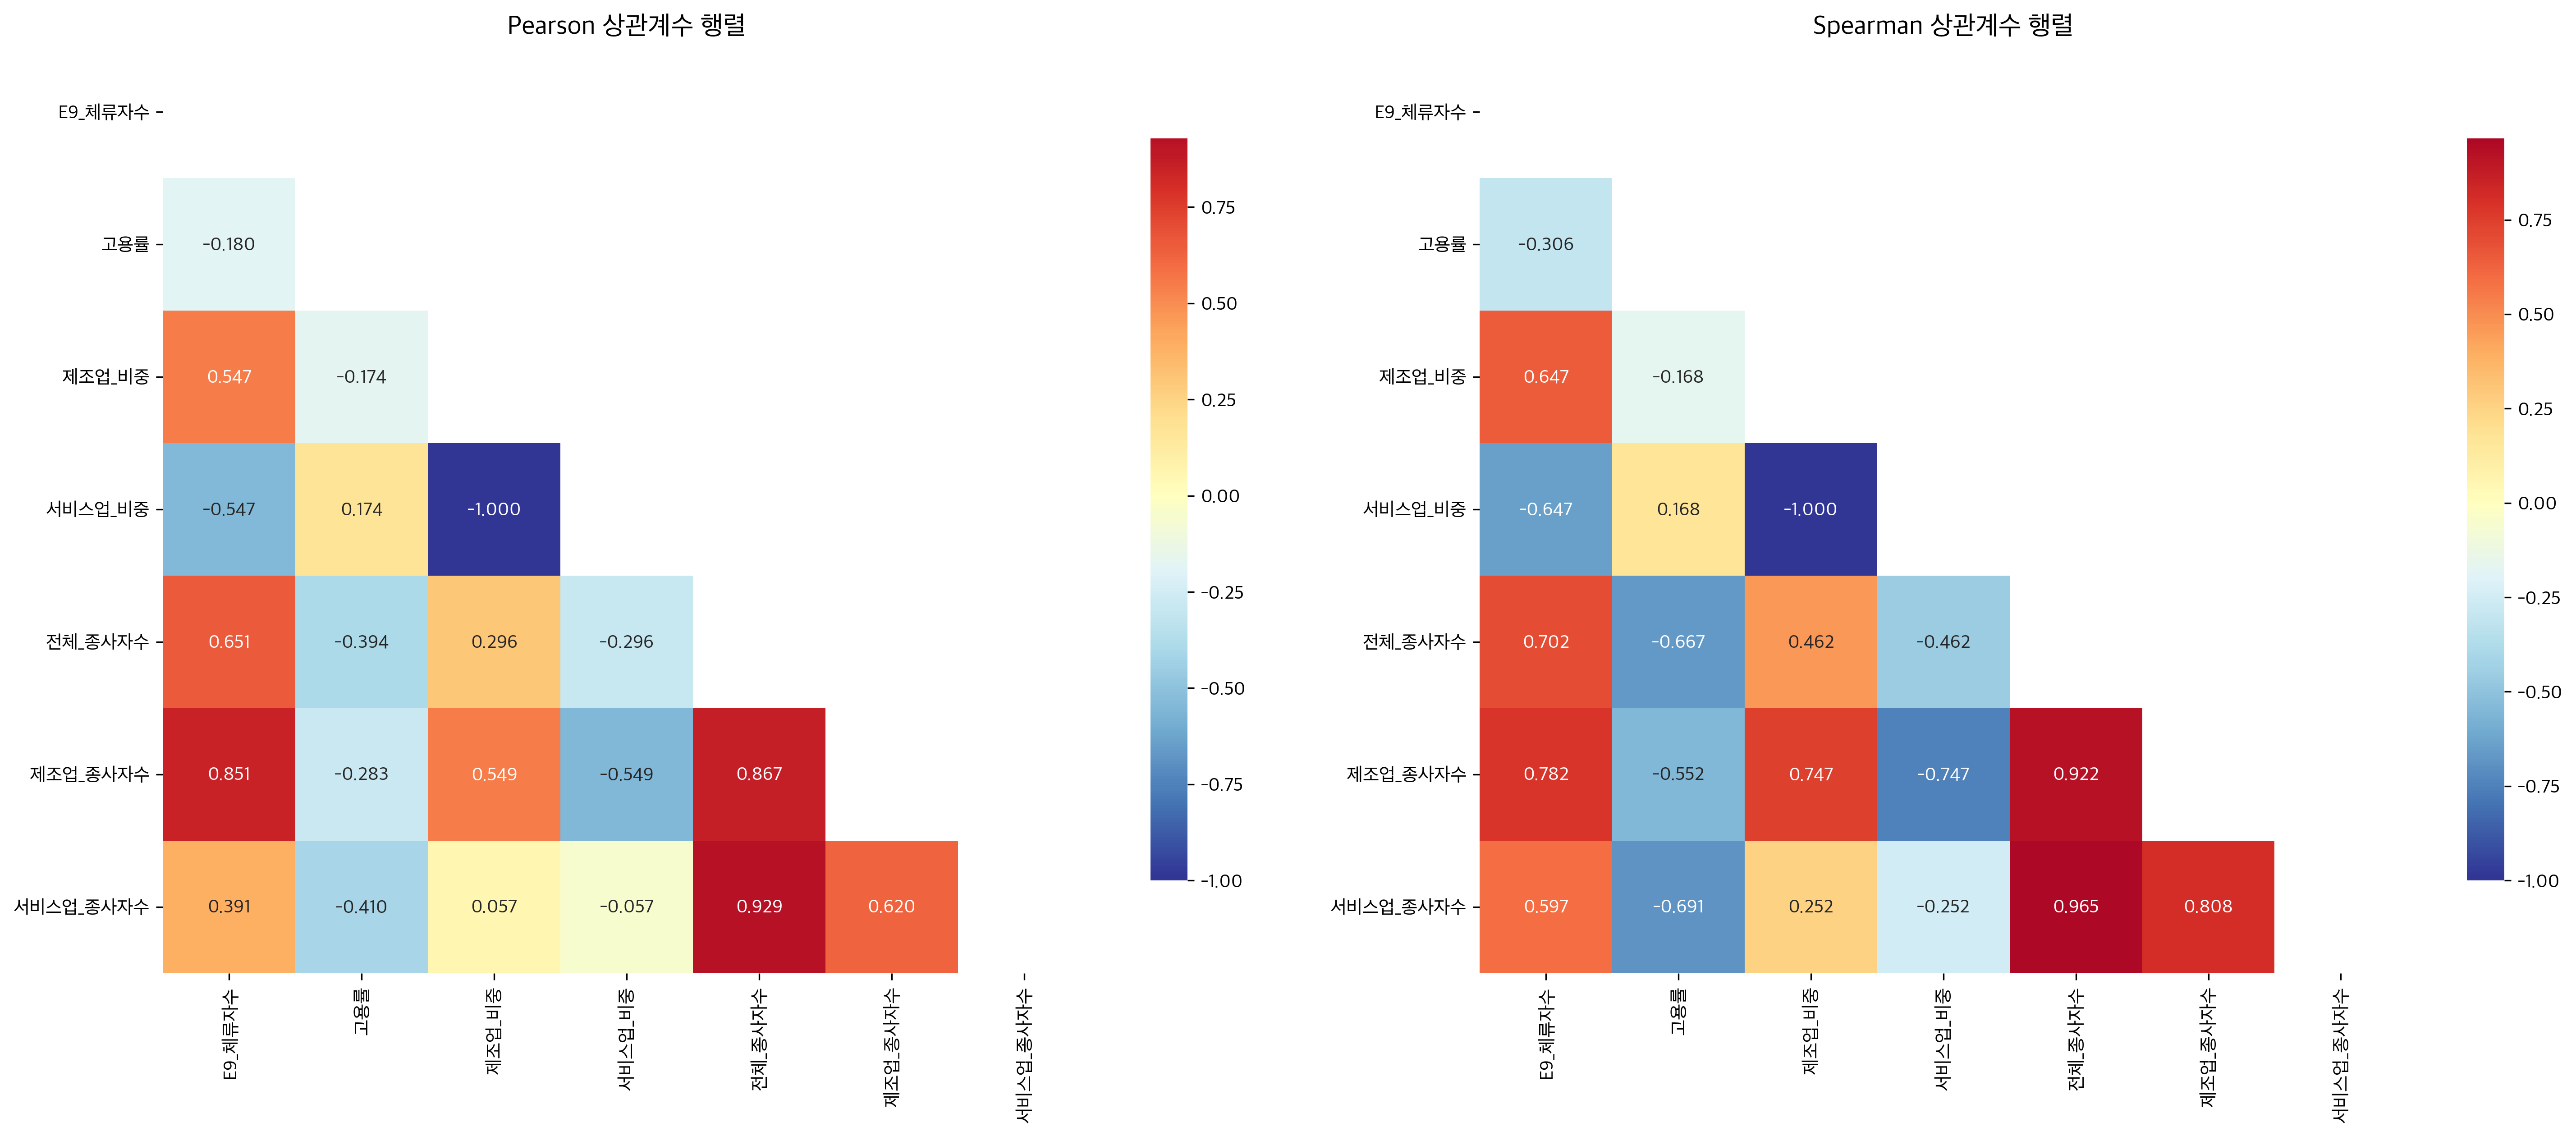 Pearson 상관계수 행렬
E9_체류자수
고용률
-0.180
제조업_비중
0.547 -0.174
서비스업_비중
-0.547 0.174 -1.000
전체_종사자수
0.651 -0.394 0.296 -0.296
제조업_종사자수
0.851 -0.283 0.549 -0.549 0.867
서비스업_종사자수
0.391 -0.410 0.057 -0.057 0.929 0.620
E9_체류자수
고용률
제조업_비중
서비스업_비중
전체_종사자수
제조업_종사자수
서비스업_종사자수
0.75
0.50
0.25
0.00
-0.25
-0.50
-0.75
-1.00
Spearman 상관계수 행렬
E9_체류자수
고용률
-0.306
제조업_비중
0.647 -0.168
서비스업_비중
-0.647 0.168 -1.000
전체_종사자수
0.702 -0.667 0.462 -0.462
제조업_종사자수
0.782 -0.552 0.747 -0.747 0.922
서비스업_종사자수
0.597 -0.691 0.252 -0.252 0.965 0.808
E9_체류자수
고용률
제조업_비중
서비스업_비중
전체_종사자수
제조업_종사자수
서비스업_종사자수
0.75
0.50
0.25
0.00
-0.25
-0.50
-0.75
-1.00